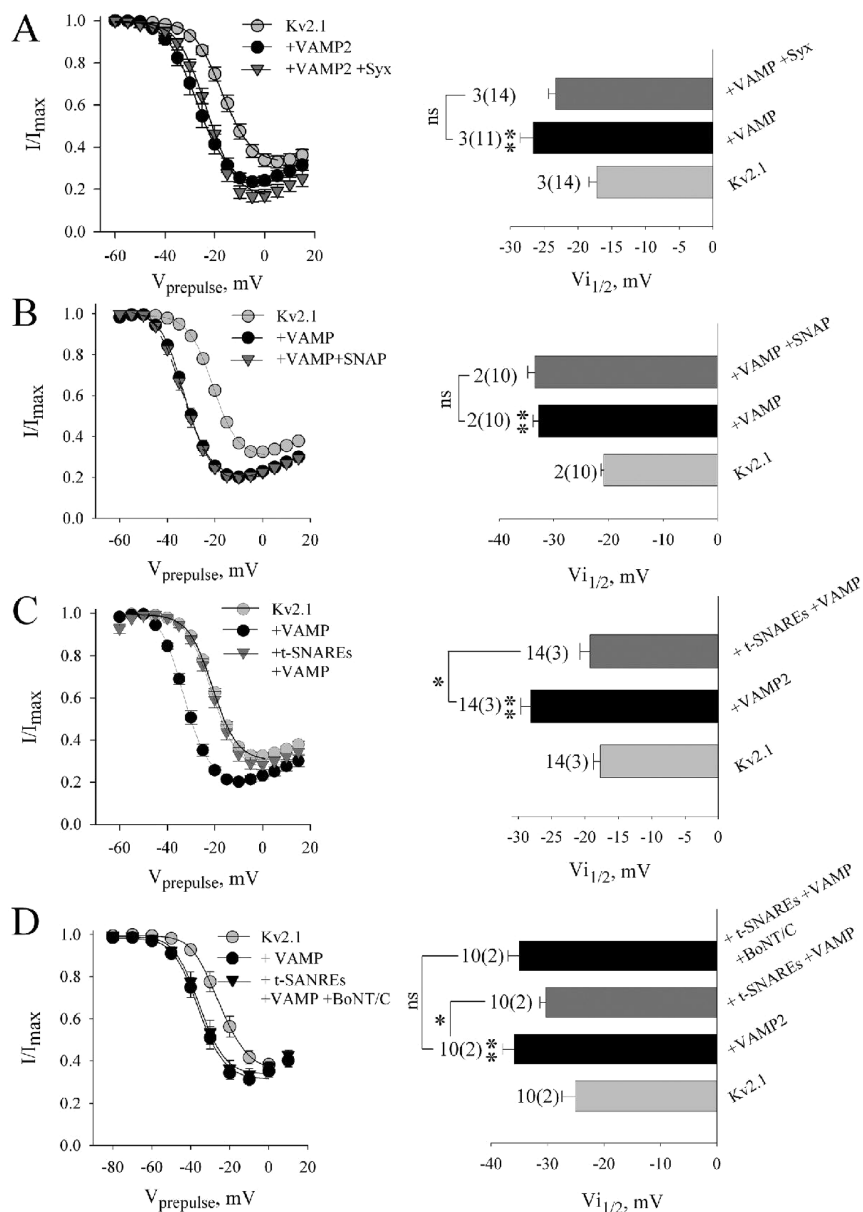 A
Kv2.1
+VAMP2
+VAMP2 +Syx
I/Imax
1.0
0.8
0.6
0.4
0.2
0.0
-60 -40 -20 0 20
Vprepulse, mV
ns
3(14)
3(11) **
3(14)
+VAMP +Syx
+VAMP
Kv2.1
-30 -25 -20 -15 -10 -5 0
Vi1/2, mV
B
Kv2.1
+VAMP
+VAMP+SNAP
I/Imax
1.0
0.8
0.6
0.4
0.2
0.0
-60 -40 -20 0 20
Vprepulse, mV
ns
2(10)
2(10) **
2(10)
+VAMP +SNAP
+VAMP
Kv2.1
-40 -30 -20 -10 0
Vi1/2, mV
C
Kv2.1
+VAMP
+t-SNAREs
+VAMP
I/Imax
1.0
0.8
0.6
0.4
0.2
0.0
-60 -40 -20 0 20
Vprepulse, mV
*
14(3)
14(3) **
14(3)
+ t-SNAREs +VAMP
+VAMP2
Kv2.1
-30 -25 -20 -15 -10 -5 0
Vi1/2, mV
D
Kv2.1
+ VAMP
+ t-SANREs
+VAMP +BoNT/C
I/Imax
1.0
0.8
0.6
0.4
0.2
0.0
-80 -60 -40 -20 0 20
Vprepulse, mV
ns
*
10(2)
10(2)
10(2) **
10(2)
+ t-SNAREs +VAMP
+BoNT/C
+ t-SNAREs +VAMP
+VAMP2
Kv2.1
-40 -30 -20 -10 0
Vi1/2, mV